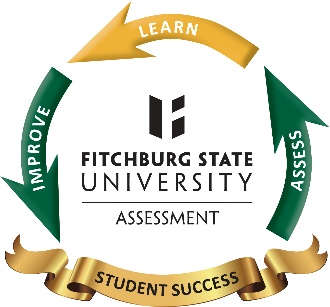 LEARN
IMPROVE
ASSESS
FITCHBURG STATE
UNIVERSITY
ASSESSMENT
STUDENT SUCCESS